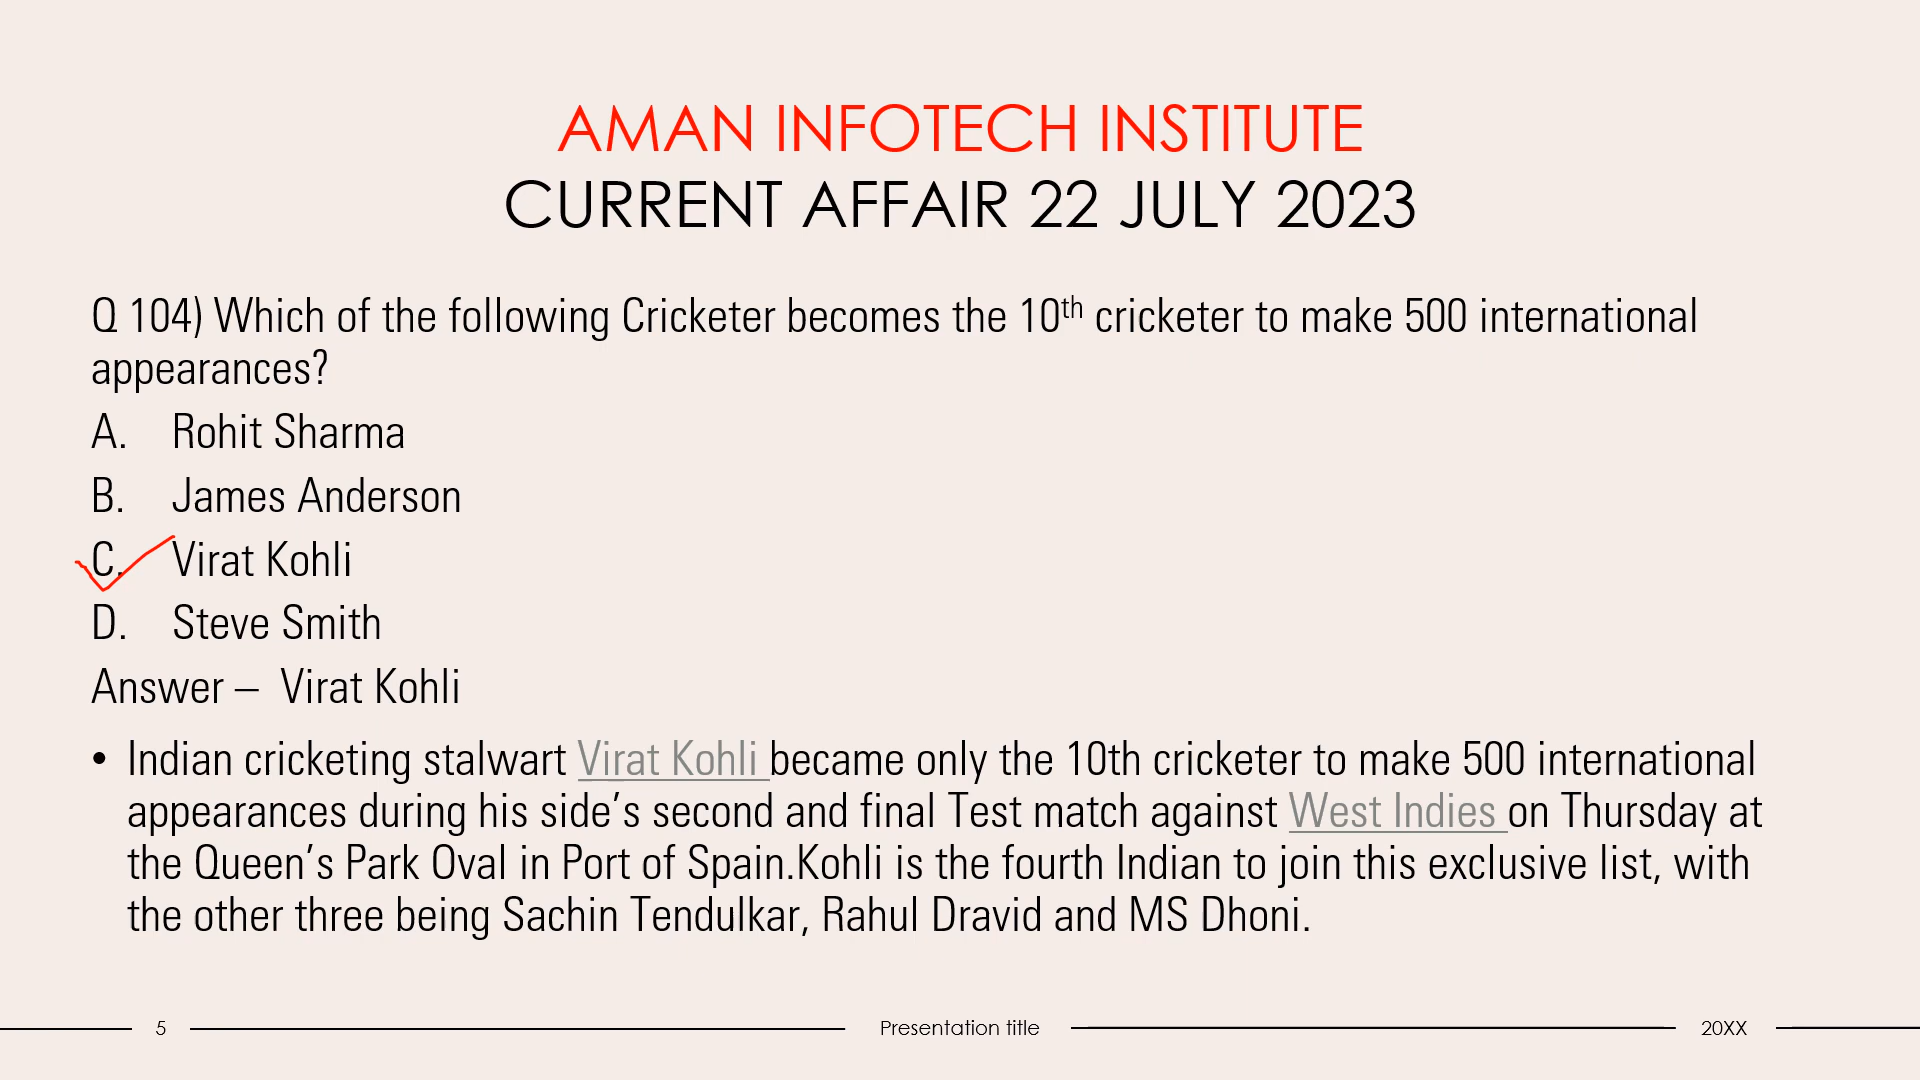 AMAN INFOTECH INSTITUTE
CURRENT AFFAIR 22 JULY 2023
Q 104) Which of the following Cricketer becomes the 10th cricketer to make 500 international
appearances?
A. Rohit Sharma
B. James Anderson
C. Virat Kohli
D. Steve Smith
Answer – Virat Kohli
• Indian cricketing stalwart Virat Kohli became only the 10th cricketer to make 500 international
appearances during his side’s second and final Test match against West Indies on Thursday at
the Queen’s Park Oval in Port of Spain.Kohli is the fourth Indian to join this exclusive list, with
the other three being Sachin Tendulkar, Rahul Dravid and MS Dhoni.
5 Presentation title 20XX